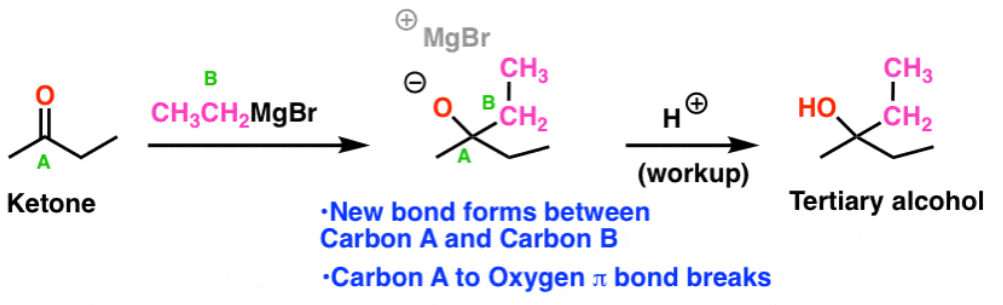 O
A
Ketone
B
CH₃CH₂MgBr
⊕
MgBr
⊖
O
CH₃
B
CH₂
A
H⊕
(workup)
CH₃
HO
CH₂
Tertiary alcohol
•New bond forms between
Carbon A and Carbon B
•Carbon A to Oxygen π bond breaks